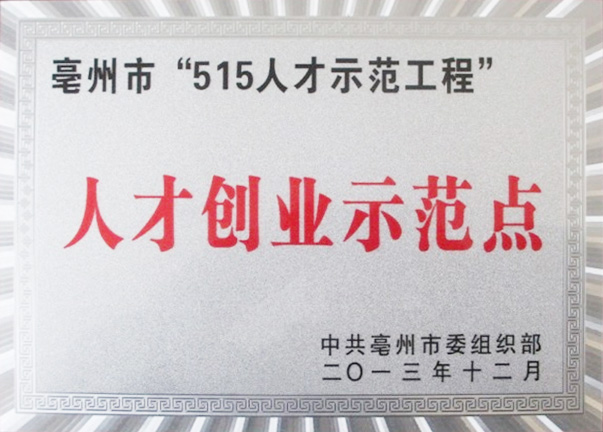 亳州市“515人才示范工程”
人才创业示范点
中共亳州市委组织部
二〇一三年十二月